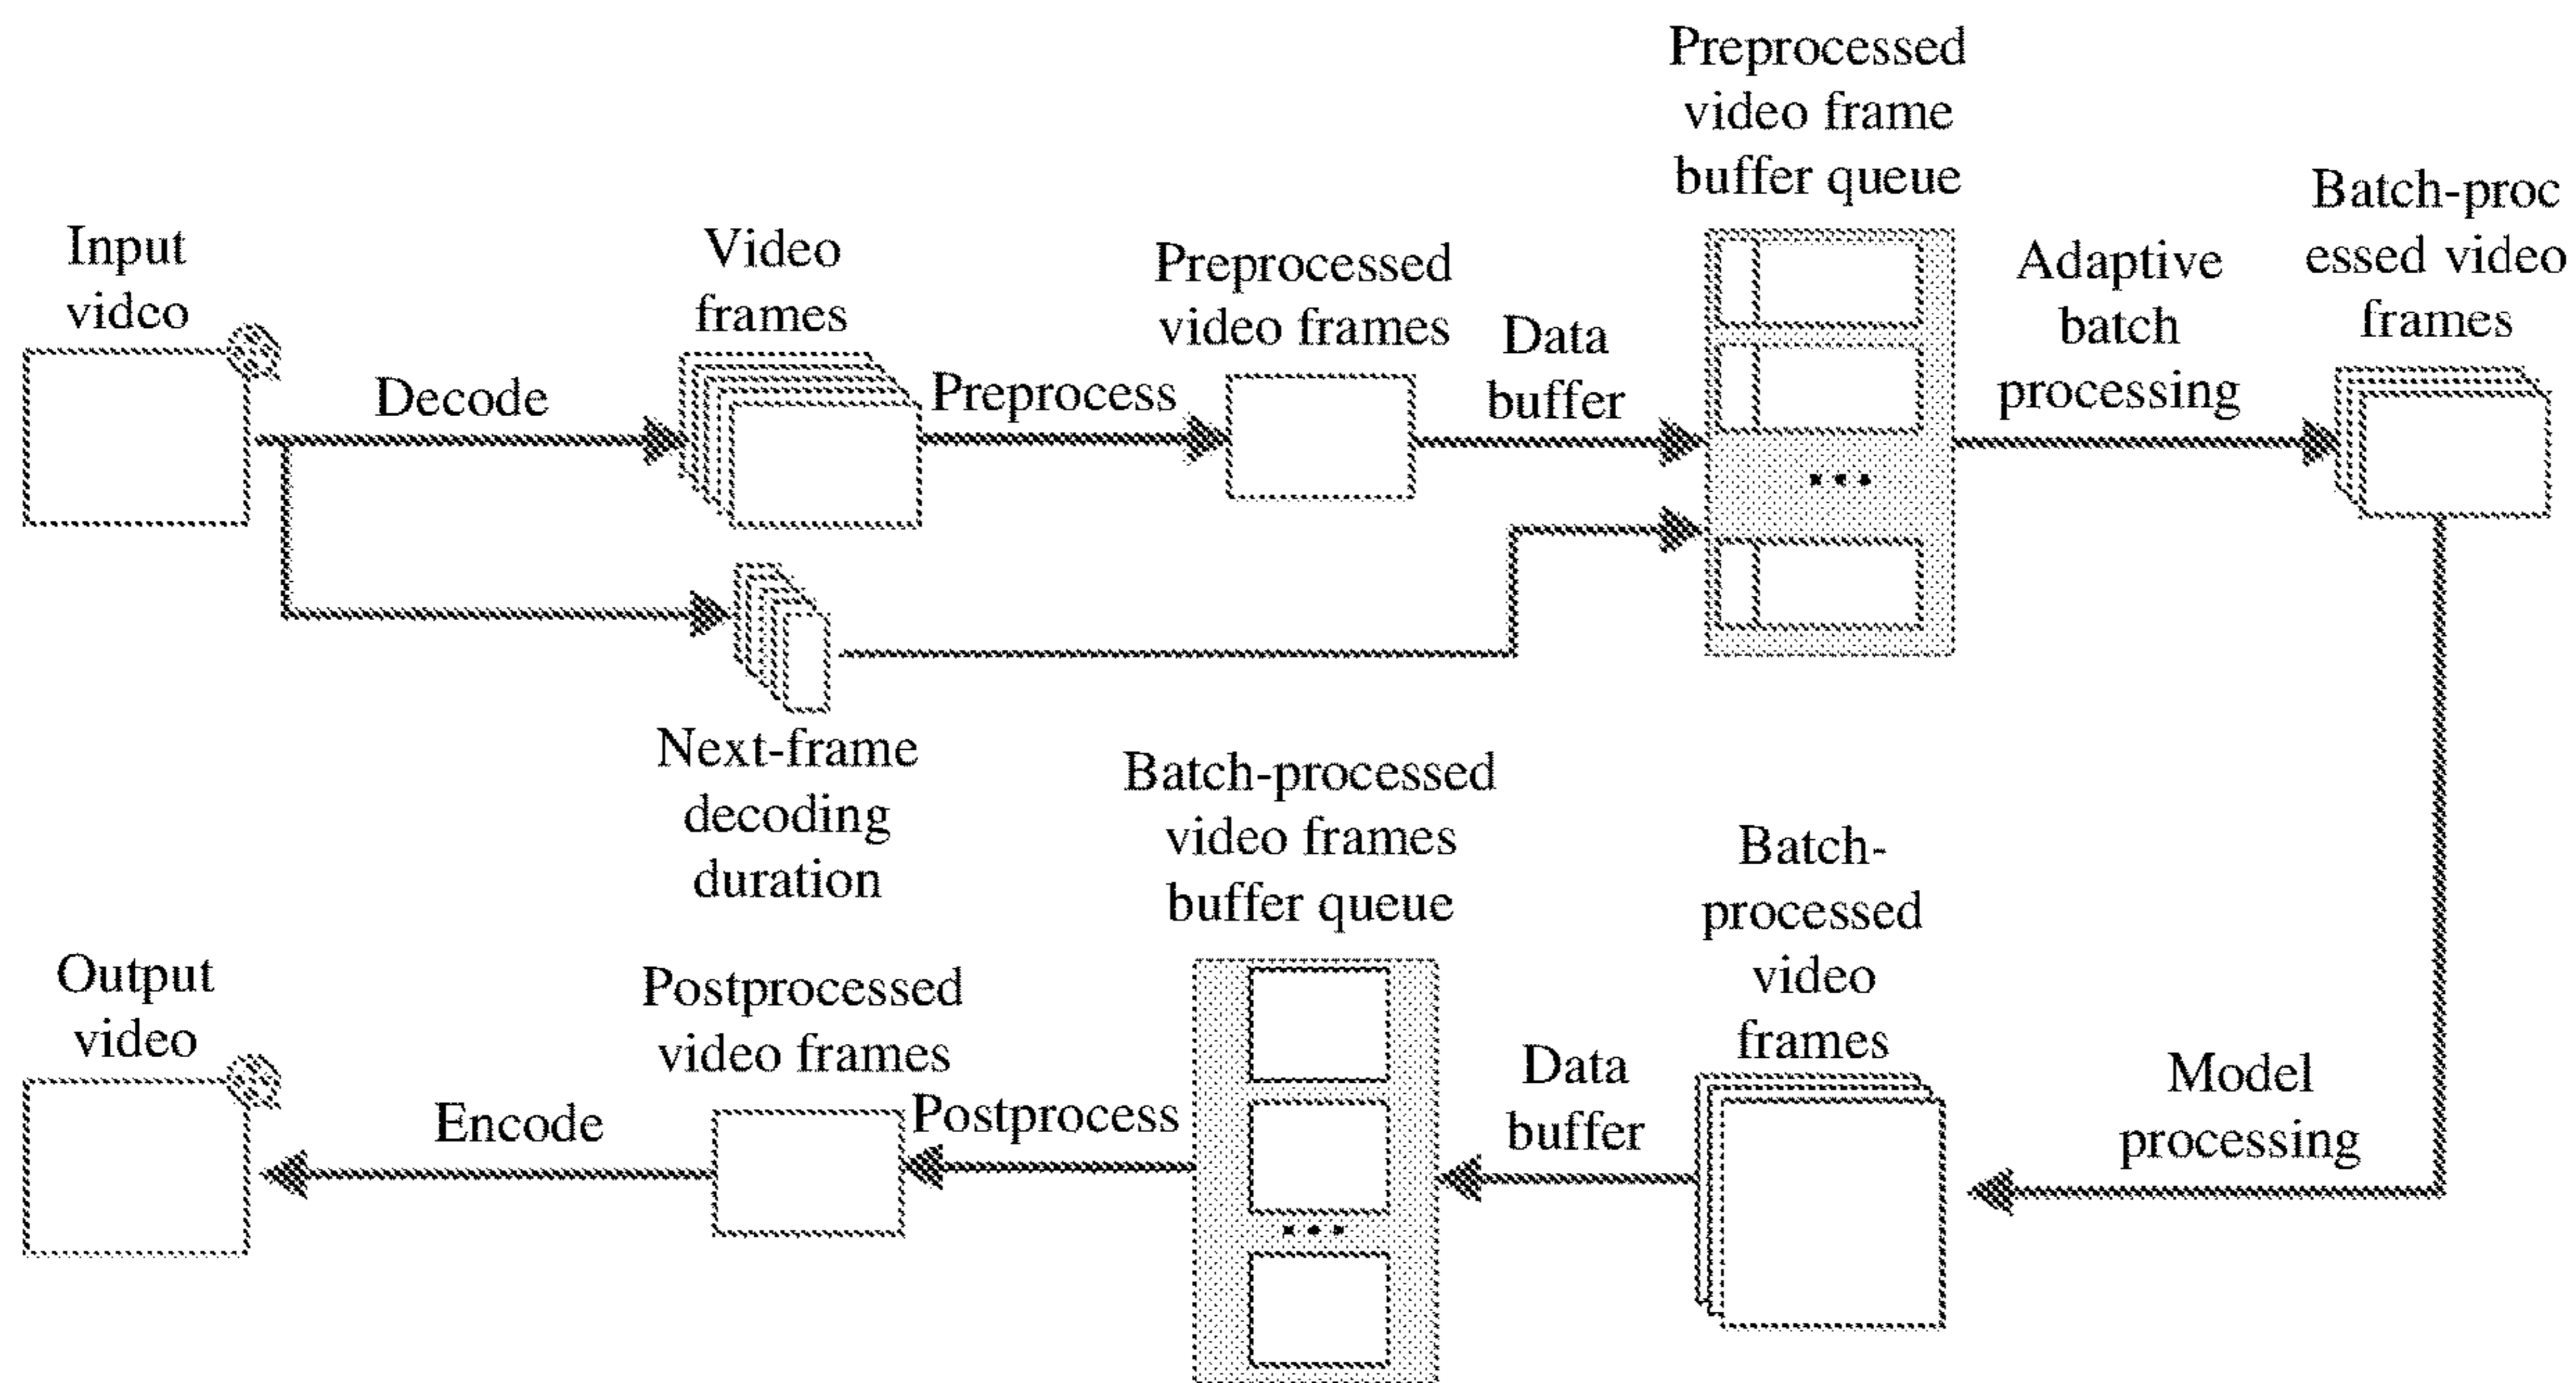 Input
video
Decode
Video
frames
Preprocess
Preprocessed
video frames
Data
buffer
Preprocessed
video frame
buffer queue
...
Adaptive
batch
processing
Batch-proc
essed video
frames
Next-frame
decoding
duration
Model
processing
Batch-
processed
video
frames
Data
buffer
Batch-processed
video frames
buffer queue
...
Postprocess
Postprocessed
video frames
Encode
Output
video